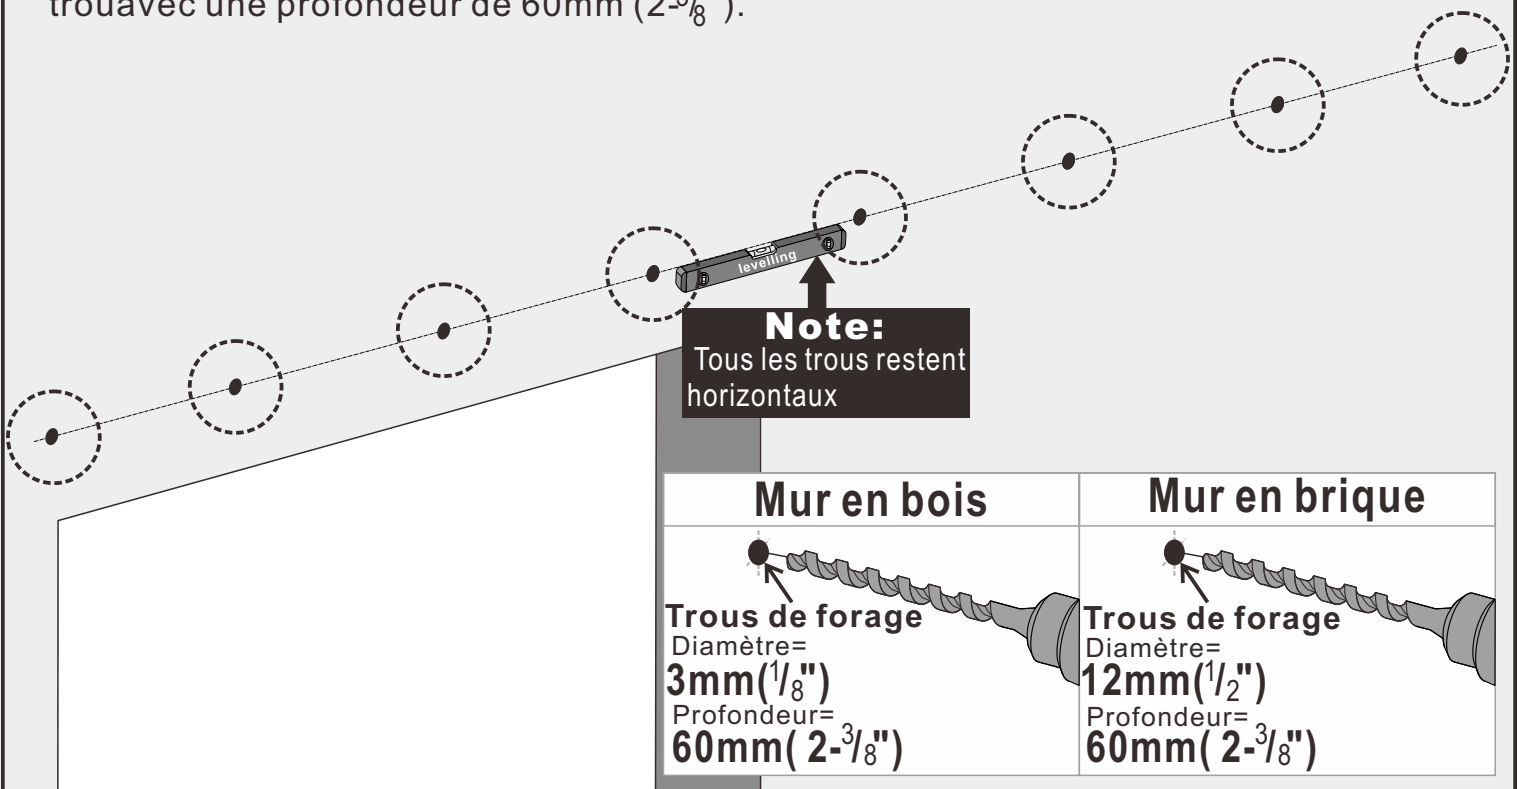 trouavec une profondeur de 60mm (2-3/8").
levelling
Note:
Tous les trous restent
horizontaux
Mur en bois
Trous de forage
Diamètre=
3mm(1/8")
Profondeur=
60mm( 2-3/8")
Mur en brique
Trous de forage
Diamètre=
12mm(1/2")
Profondeur=
60mm( 2-3/8")